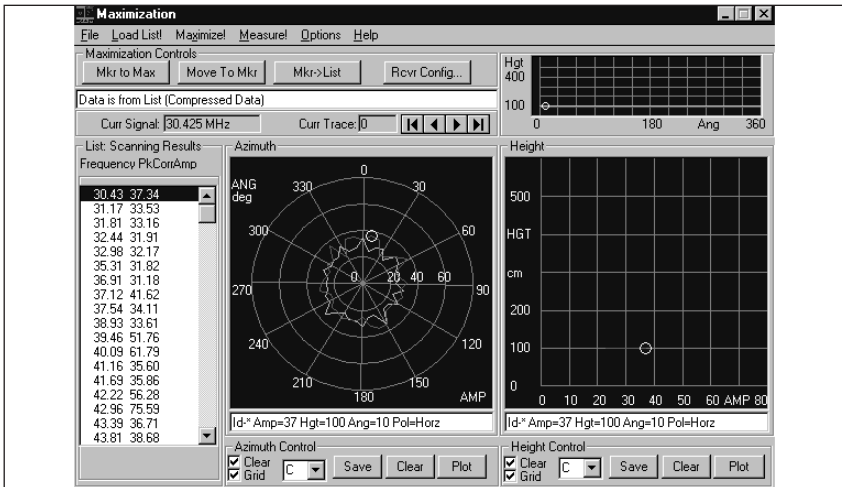 Maximization
File Load List! Maximize! Measure! Options Help
Maximization Controls
Mkr to Max Move To Mkr Mkr->List Rcvr Config...
Data is from List (Compressed Data)
Curr Signal: 30.425 MHz Curr Trace: 0
Hgt
400
100
0 180 Ang 360
List: Scanning Results
Frequency PkCorrAmp
30.43 37.34
31.17 33.53
31.81 33.16
32.44 31.91
32.98 32.17
35.31 31.82
36.91 31.18
37.12 41.62
37.54 34.11
38.93 33.61
39.46 51.76
40.09 61.79
41.16 35.60
41.69 35.86
42.22 56.28
42.96 75.59
43.39 36.71
43.81 38.68
Azimuth
ANG
deg
0
330 30
300 60
0 20 40 60
270 90
240 120
210 150
180 AMP
Id-* Amp=37 Hgt=100 Ang=10 Pol=Horz
Azimuth Control
Clear
Grid
C Save Clear Plot
Height
500
HGT
cm
200
100
0
0 10 20 30 40 50 60 AMP 80
Id-* Amp=37 Hgt=100 Ang=10 Pol=Horz
Height Control
Clear
Grid
C Save Clear Plot